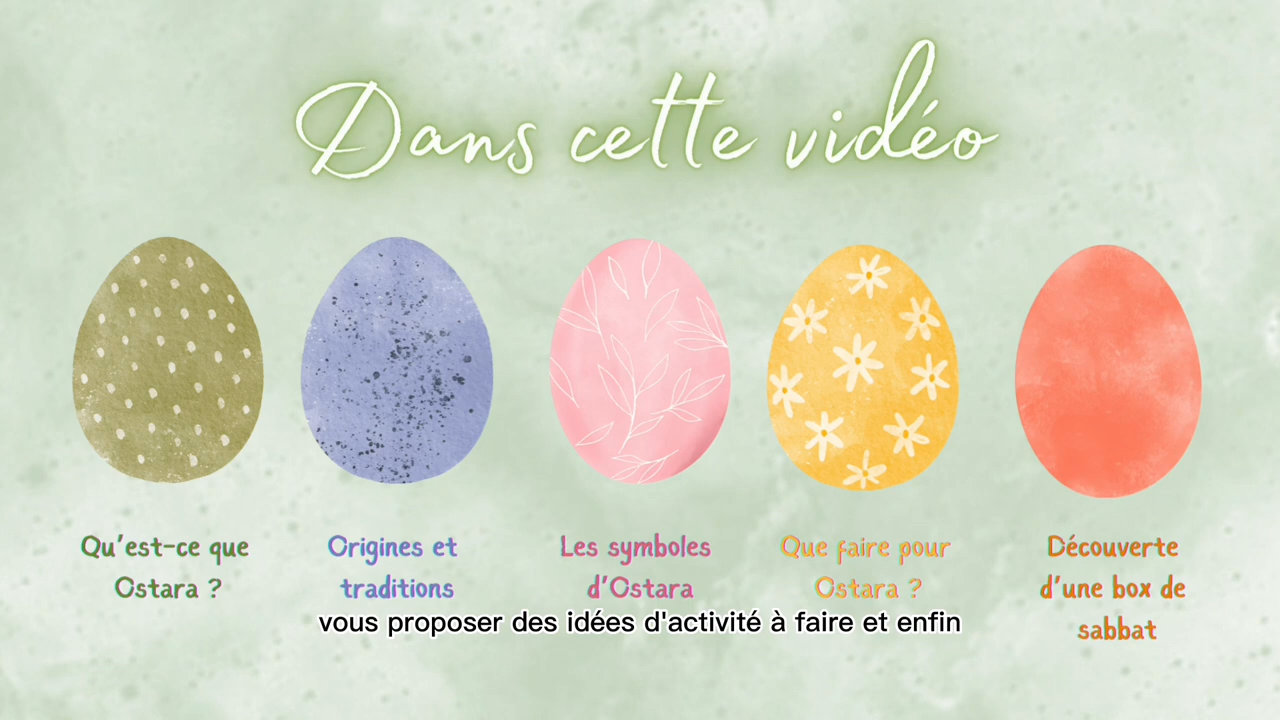 Dans cette vidéo
Qu'est-ce que
Ostara ?
Origines et
traditions
Les symboles
d'Ostara
Que faire pour
Ostara ?
Découverte
d'une box de
sabbat
vous proposer des idées d'activité à faire et enfin